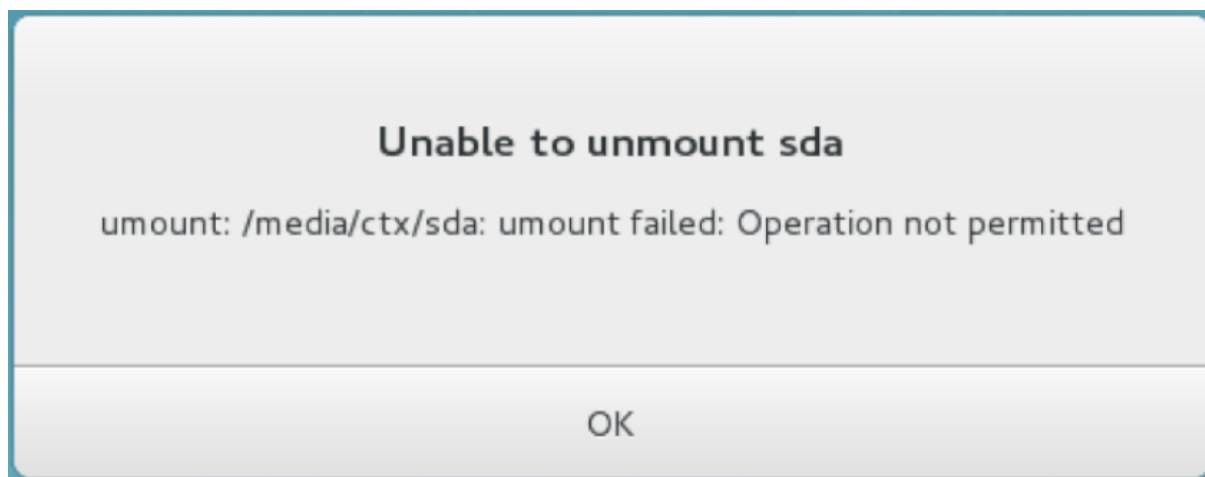 Unable to unmount sda
umount: /media/ctx/sda: umount failed: Operation not permitted
OK